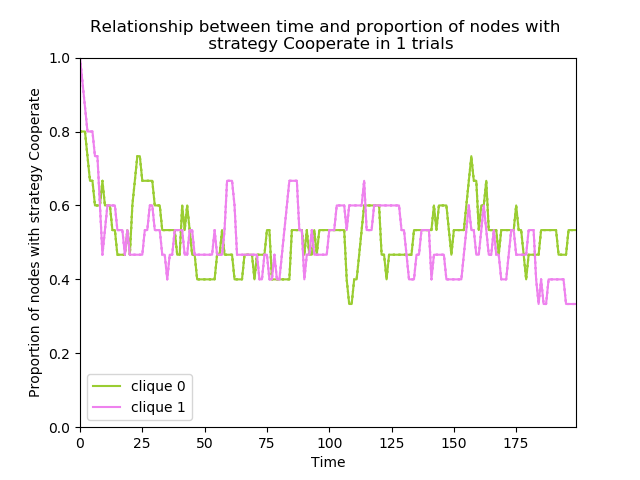 Relationship between time and proportion of nodes with
strategy Cooperate in 1 trials
Proportion of nodes with strategy Cooperate
1.0
0.8
0.6
0.4
0.2
0.0
clique 0
clique 1
0 25 50 75 100 125 150 175
Time